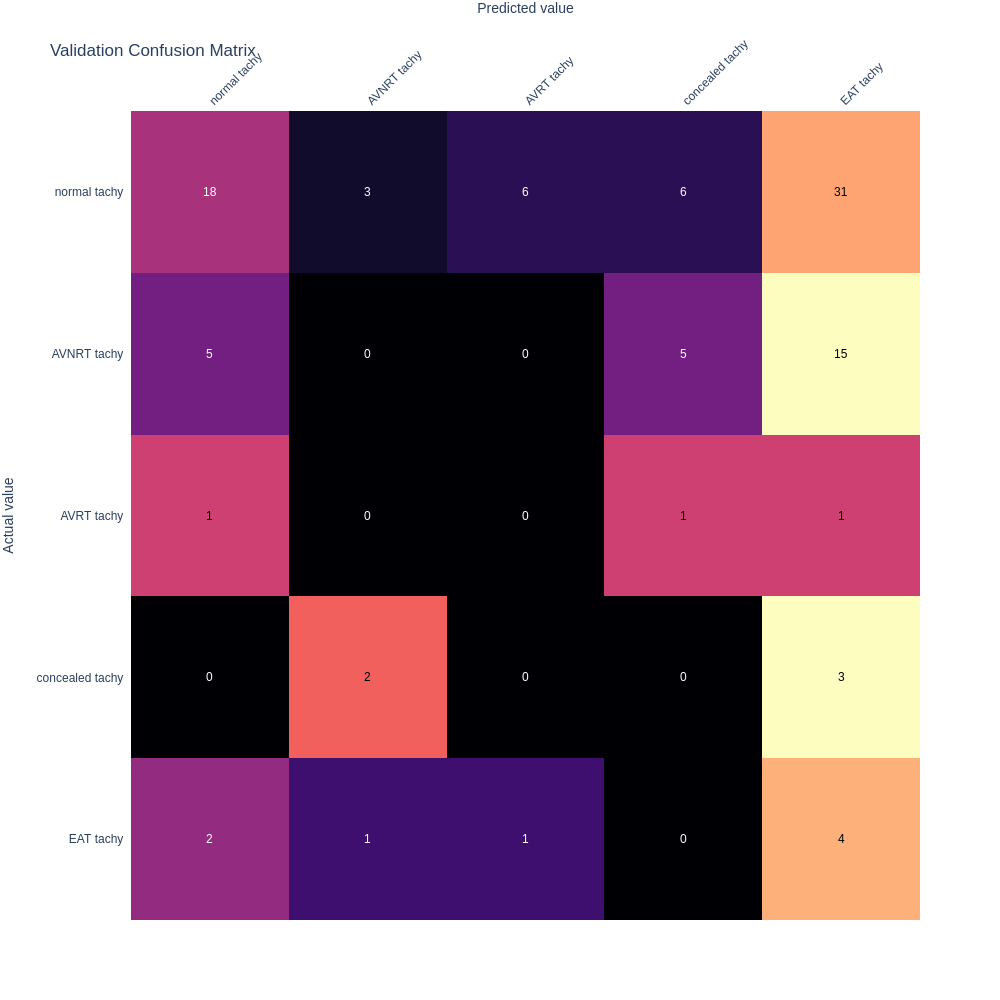 Predicted value
Validation Confusion Matrix
normal tachy
AVNRT tachy
AVRT tachy
concealed tachy
EAT tachy
normal tachy 18 3 6 6 31
AVNRT tachy 5 0 0 5 15
AVRT tachy 1 0 0 1 1
concealed tachy 0 2 0 0 3
EAT tachy 2 1 1 0 4
Actual value